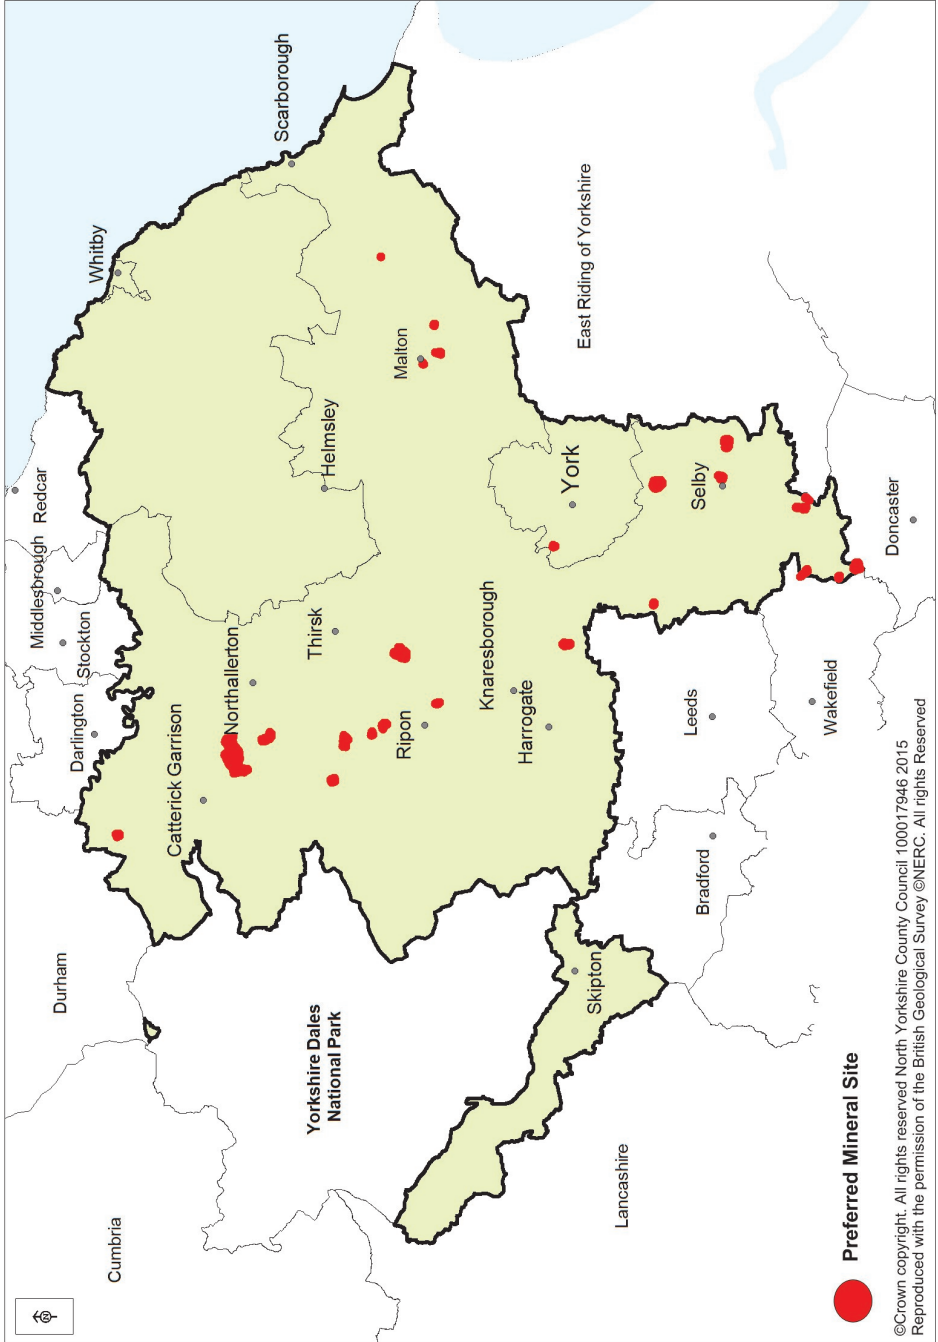 N
Cumbria
Durham
Darlington
Stockton
Middlesbrough
Redcar
Whitby
Scarborough
Catterick Garrison
Northallerton
Thirsk
Helmsley
Malton
Yorkshire Dales
National Park
Ripon
Knaresborough
Harrogate
York
East Riding of Yorkshire
Skipton
Lancashire
Bradford
Leeds
Selby
Wakefield
Doncaster
Preferred Mineral Site
©Crown copyright. All rights reserved North Yorkshire County Council 100017946 2015
Reproduced with the permission of the British Geological Survey ©NERC. All rights Reserved